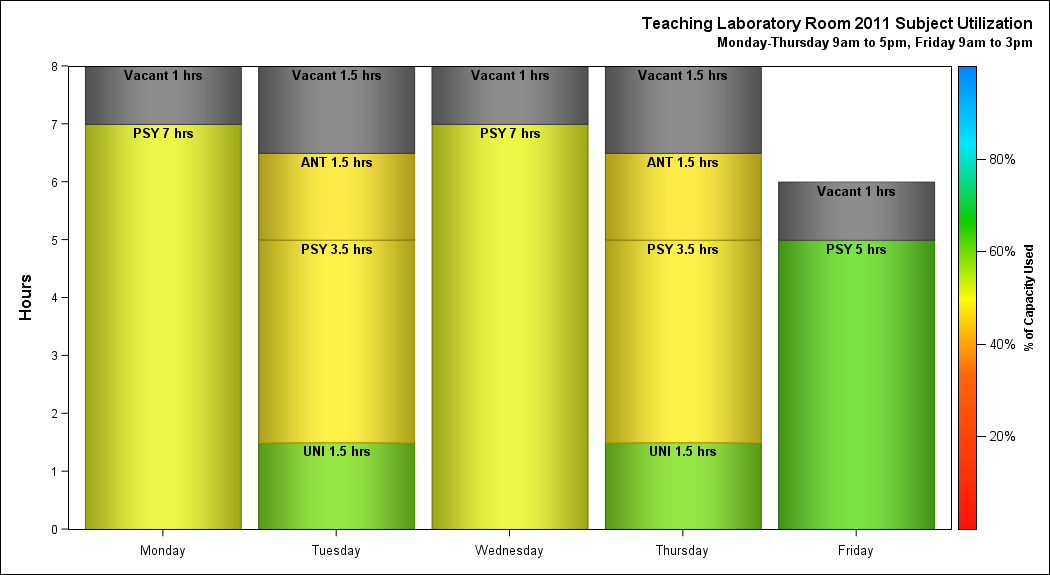 Teaching Laboratory Room 2011 Subject Utilization
Monday-Thursday 9am to 5pm, Friday 9am to 3pm
Hours
8
7
6
5
4
3
2
1
0
Vacant 1 hrs
PSY 7 hrs
Vacant 1.5 hrs
ANT 1.5 hrs
PSY 3.5 hrs
UNI 1.5 hrs
Vacant 1 hrs
PSY 7 hrs
Vacant 1.5 hrs
ANT 1.5 hrs
PSY 3.5 hrs
UNI 1.5 hrs
Vacant 1 hrs
PSY 5 hrs
Monday
Tuesday
Wednesday
Thursday
Friday
80%
60%
40%
20%
% of Capacity Used